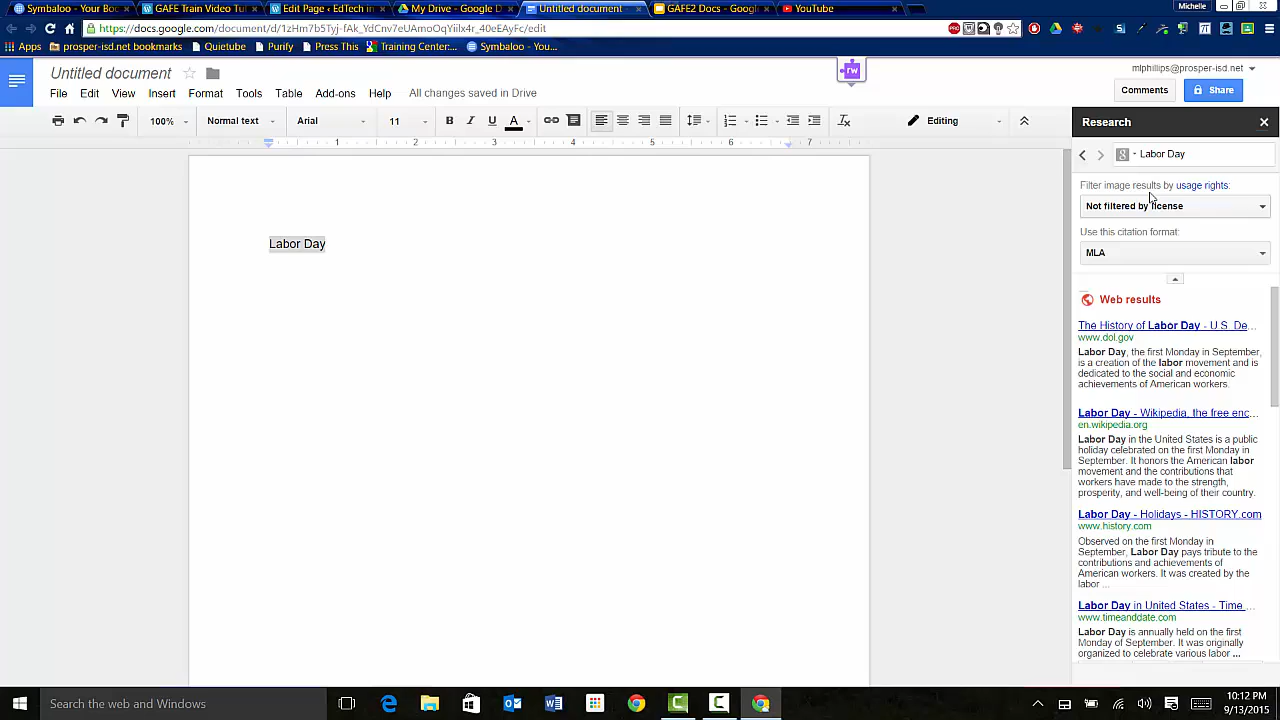 Symbaloo - Your Boo
GAFE Train Video Tu
Edit Page ‹ EdTech in
My Drive - Google D
Untitled document
GAFE2 Docs - Google
YouTube
Michelle
https://docs.google.com/document/d/1zHm7b5Tyj-fAk_YdCnv7eUAmoOqYiilx4r_40eEAyFc/edit
Apps
prosper-isd.net bookmarks
Quietube
Purify
Press This
Training Center:...
Symbaloo - You...
Untitled document
rw
mlphillips@prosper-isd.net
File Edit View Insert Format Tools Table Add-ons Help All changes saved in Drive
Comments
Share
100% Normal text Arial 11 B I U A Editing
Research
1 2 3 4 5 6 7
Labor Day
Filter image results by usage rights:
Not filtered by license
Use this citation format:
MLA
Labor Day
Web results
The History of Labor Day - U.S. De...
www.dol.gov
Labor Day, the first Monday in September,
is a creation of the labor movement and is
dedicated to the social and economic
achievements of American workers.
Labor Day - Wikipedia, the free enc...
en.wikipedia.org
Labor Day in the United States is a public
holiday celebrated on the first Monday in
September. It honors the American labor
movement and the contributions that
workers have made to the strength,
prosperity, and well-being of their country.
Labor Day - Holidays - HISTORY.com
www.history.com
Observed on the first Monday in
September, Labor Day pays tribute to the
contributions and achievements of
American workers. It was created by the
labor ...
Labor Day in United States - Time ...
www.timeanddate.com
Labor Day is annually held on the first
Monday of September. It was originally
organized to celebrate various labor ...
Search the web and Windows
10:12 PM
9/13/2015